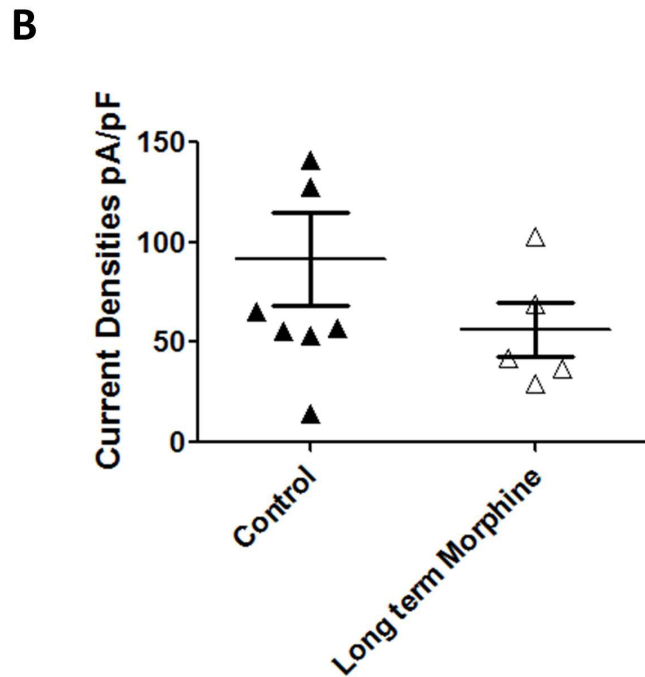 B
Current Densities pA/pF
150
100
50
0
Control
Long term Morphine